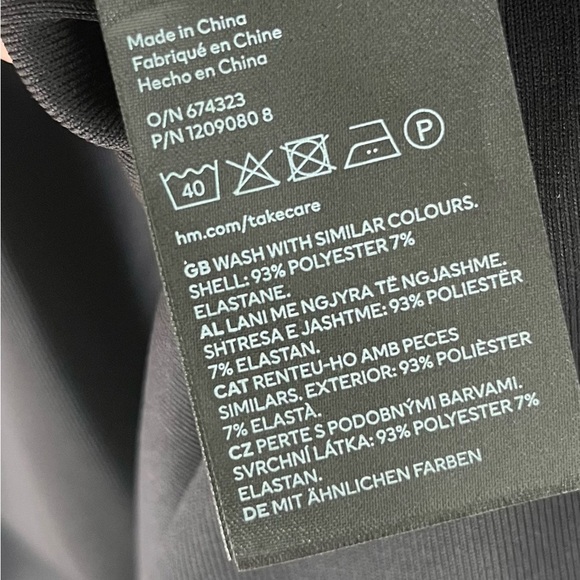 Made in China
Fabriqué en Chine
Hecho en China
O/N 674323
P/N 1209080 8
40 P
hm.com/takecare
GB WASH WITH SIMILAR COLOURS.
SHELL: 93% POLYESTER 7%
ELASTANE.
AL LANI ME NGJYRA TË NGJASHME.
SHTRESA E JASHTME: 93% POLIESTËR
7% ELASTAN.
CAT RENTEU-HO AMB PECES
SIMILARS. EXTERIOR: 93% POLIÈSTER
7% ELASTÀ.
CZ PERTE S PODOBNÝMI BARVAMI.
SVRCHNÍ LÁTKA: 93% POLYESTER 7%
ELASTAN.
DE MIT ÄHNLICHEN FARBEN